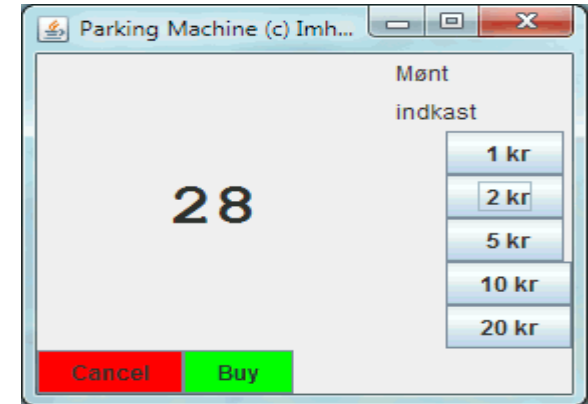 Parking Machine (c) Imh...
Mønt
indkast
1 kr
28
2 kr
5 kr
10 kr
20 kr
Cancel
Buy